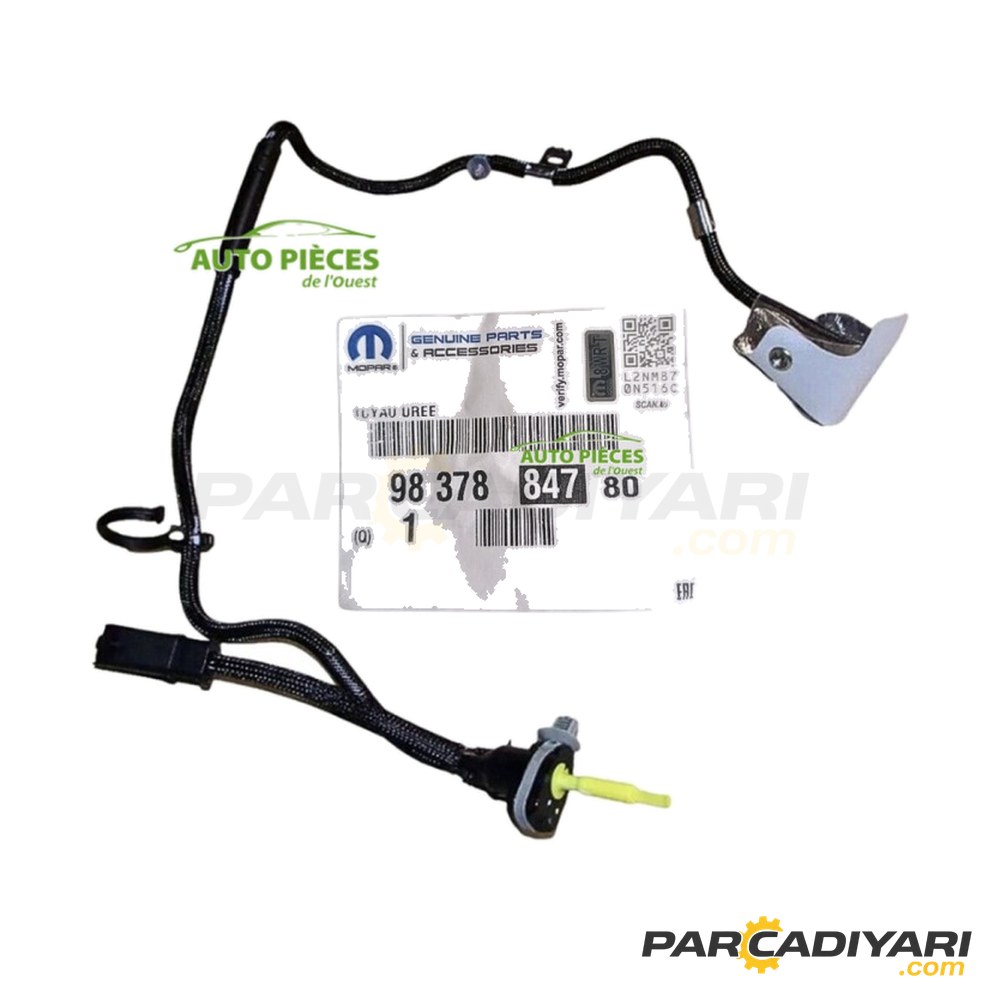 AUTO PIÈCES
de l'Ouest
MOPAR®
GENUINE PARTS
& ACCESSORIES
verify.mopar.com
L2NM87
0N516C
SCAN
TUYAU UREE
AUTO PIÈCES
de l'Ouest
98 378 847 80
(Q) 1
EAC
PARCADIYARI
.com
PARCADIYARI
.com